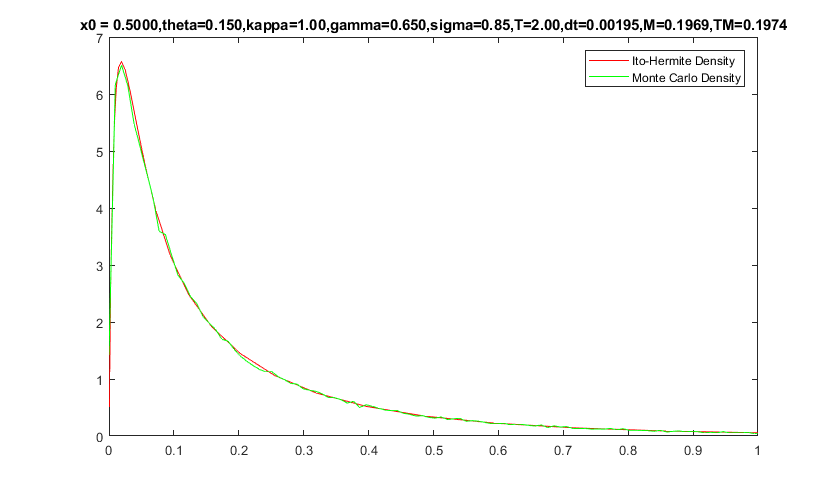 x0 = 0.5000,theta=0.150,kappa=1.00,gamma=0.650,sigma=0.85,T=2.00,dt=0.00195,M=0.1969,TM=0.1974
Ito-Hermite Density
Monte Carlo Density
7
6
5
4
3
2
1
0
0 0.1 0.2 0.3 0.4 0.5 0.6 0.7 0.8 0.9 1